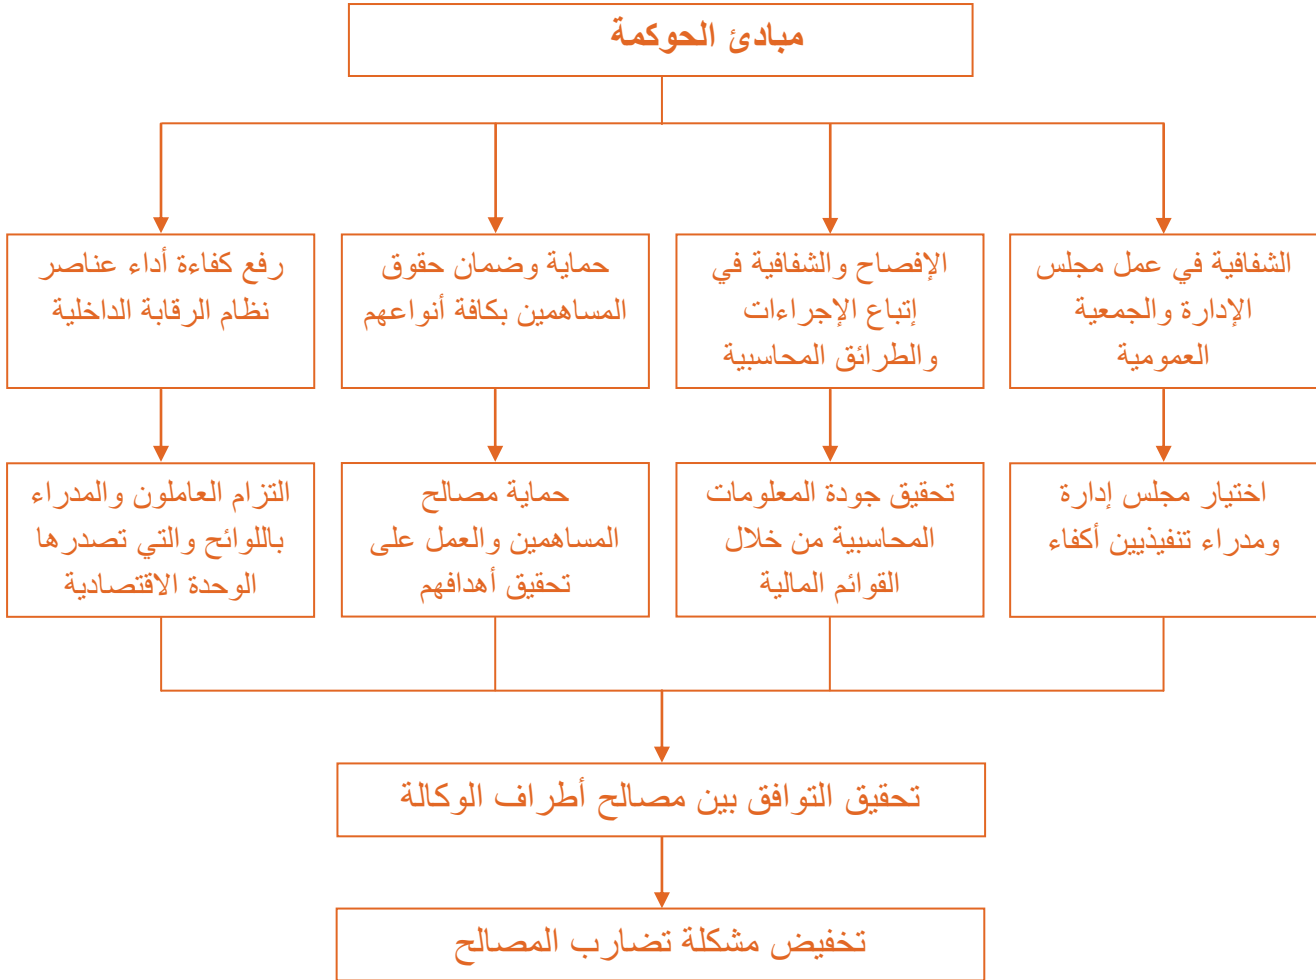 مبادئ الحوكمة
الشفافية في عمل مجلس
الإدارة والجمعية
العمومية
الإفصاح والشفافية في
إتباع الإجراءات
والطرائق المحاسبية
حماية وضمان حقوق
المساهمين بكافة أنواعهم
رفع كفاءة أداء عناصر
نظام الرقابة الداخلية
اختيار مجلس إدارة
ومدراء تنفيذيين أكفاء
تحقيق جودة المعلومات
المحاسبية من خلال
القوائم المالية
حماية مصالح
المساهمين والعمل على
تحقيق أهدافهم
التزام العاملون والمدراء
باللوائح والتي تصدرها
الوحدة الاقتصادية
تحقيق التوافق بين مصالح أطراف الوكالة
تخفيض مشكلة تضارب المصالح